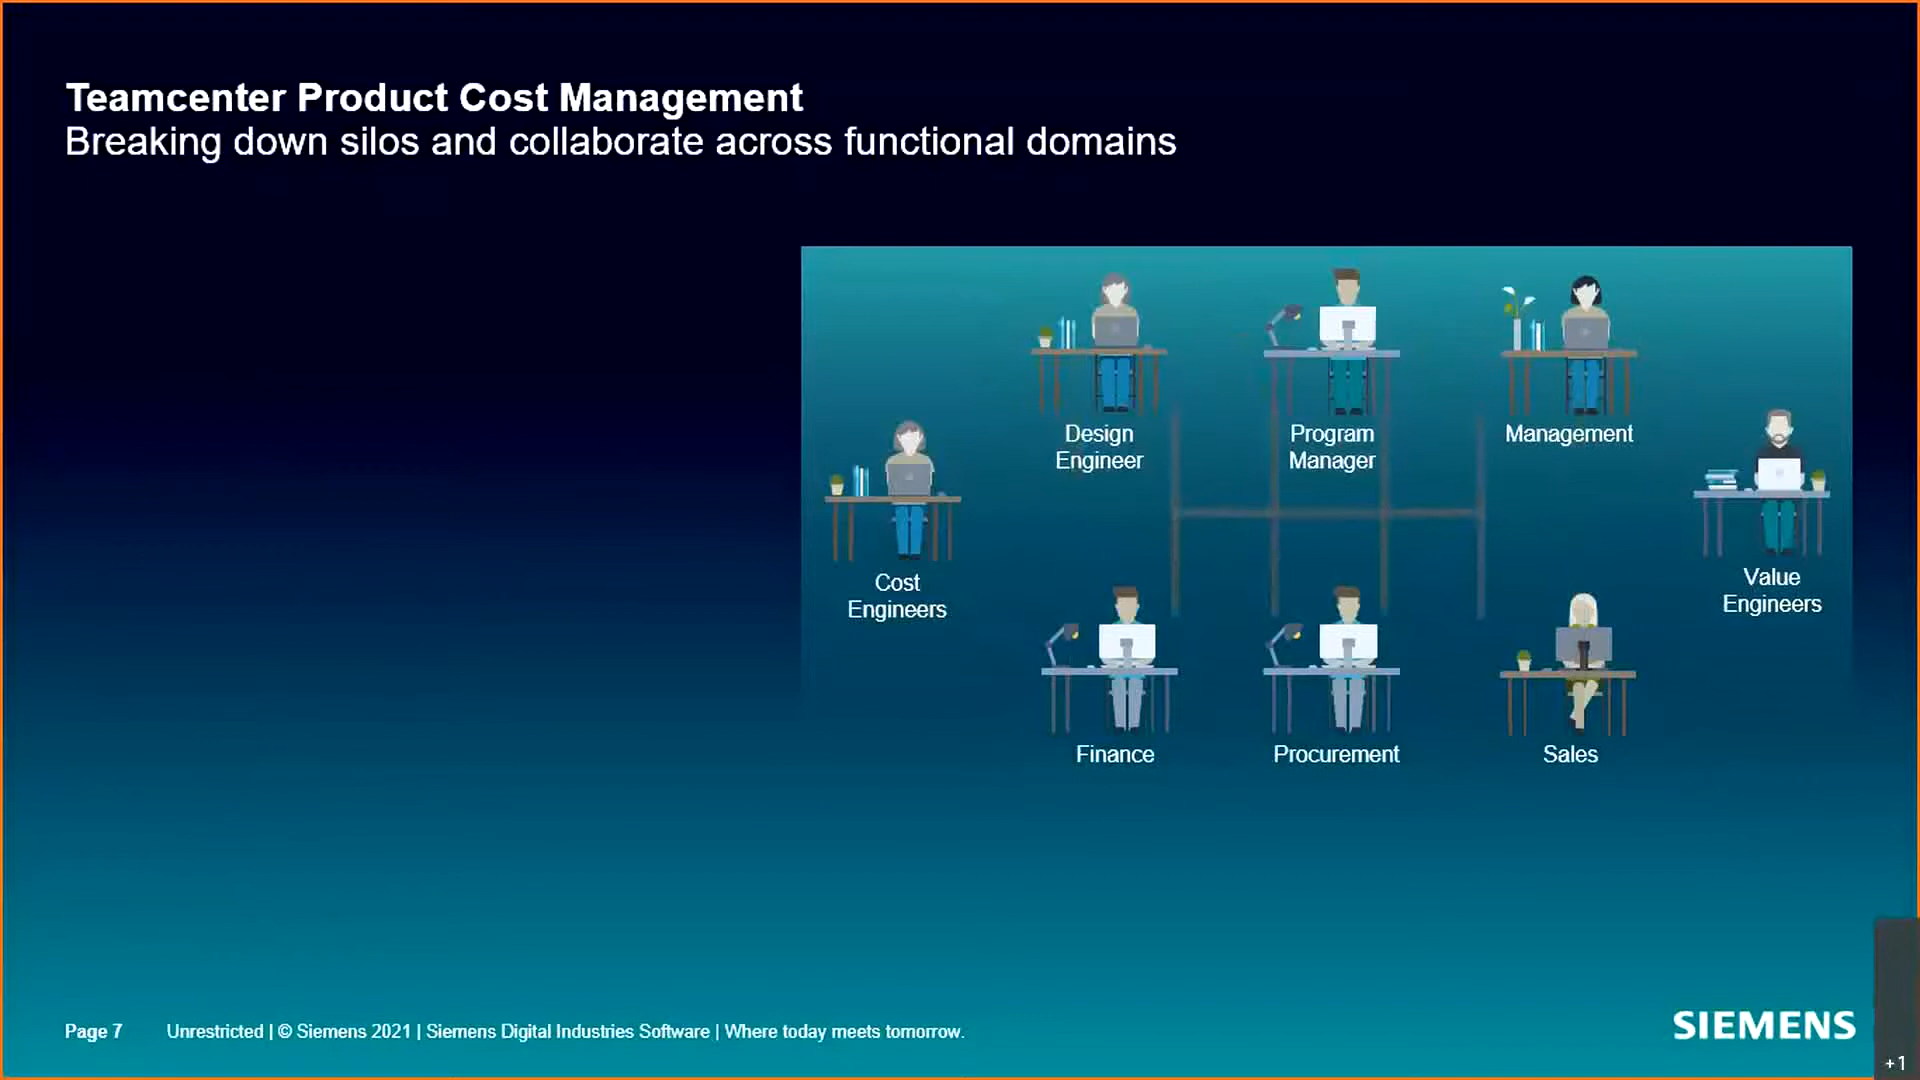 Teamcenter Product Cost Management
Breaking down silos and collaborate across functional domains
Design
Engineer
Program
Manager
Management
Cost
Engineers
Value
Engineers
Finance
Procurement
Sales
Page 7
Unrestricted | © Siemens 2021 | Siemens Digital Industries Software | Where today meets tomorrow.
SIEMENS
+1